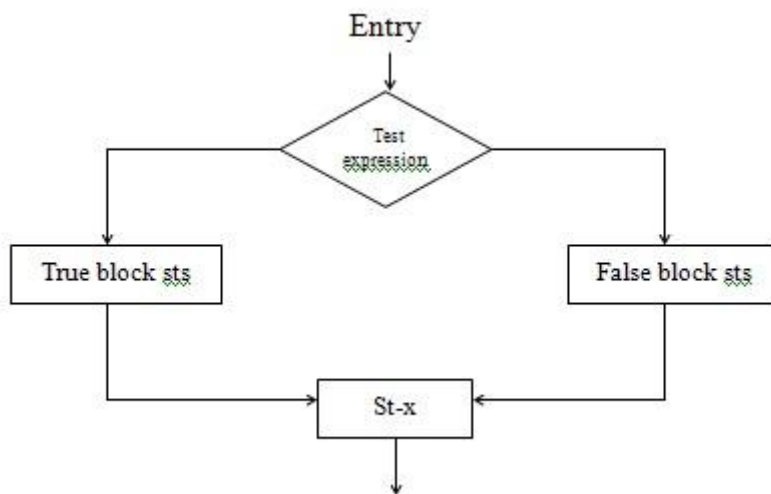 Entry
Test
expression
True block sts
False block sts
St-x